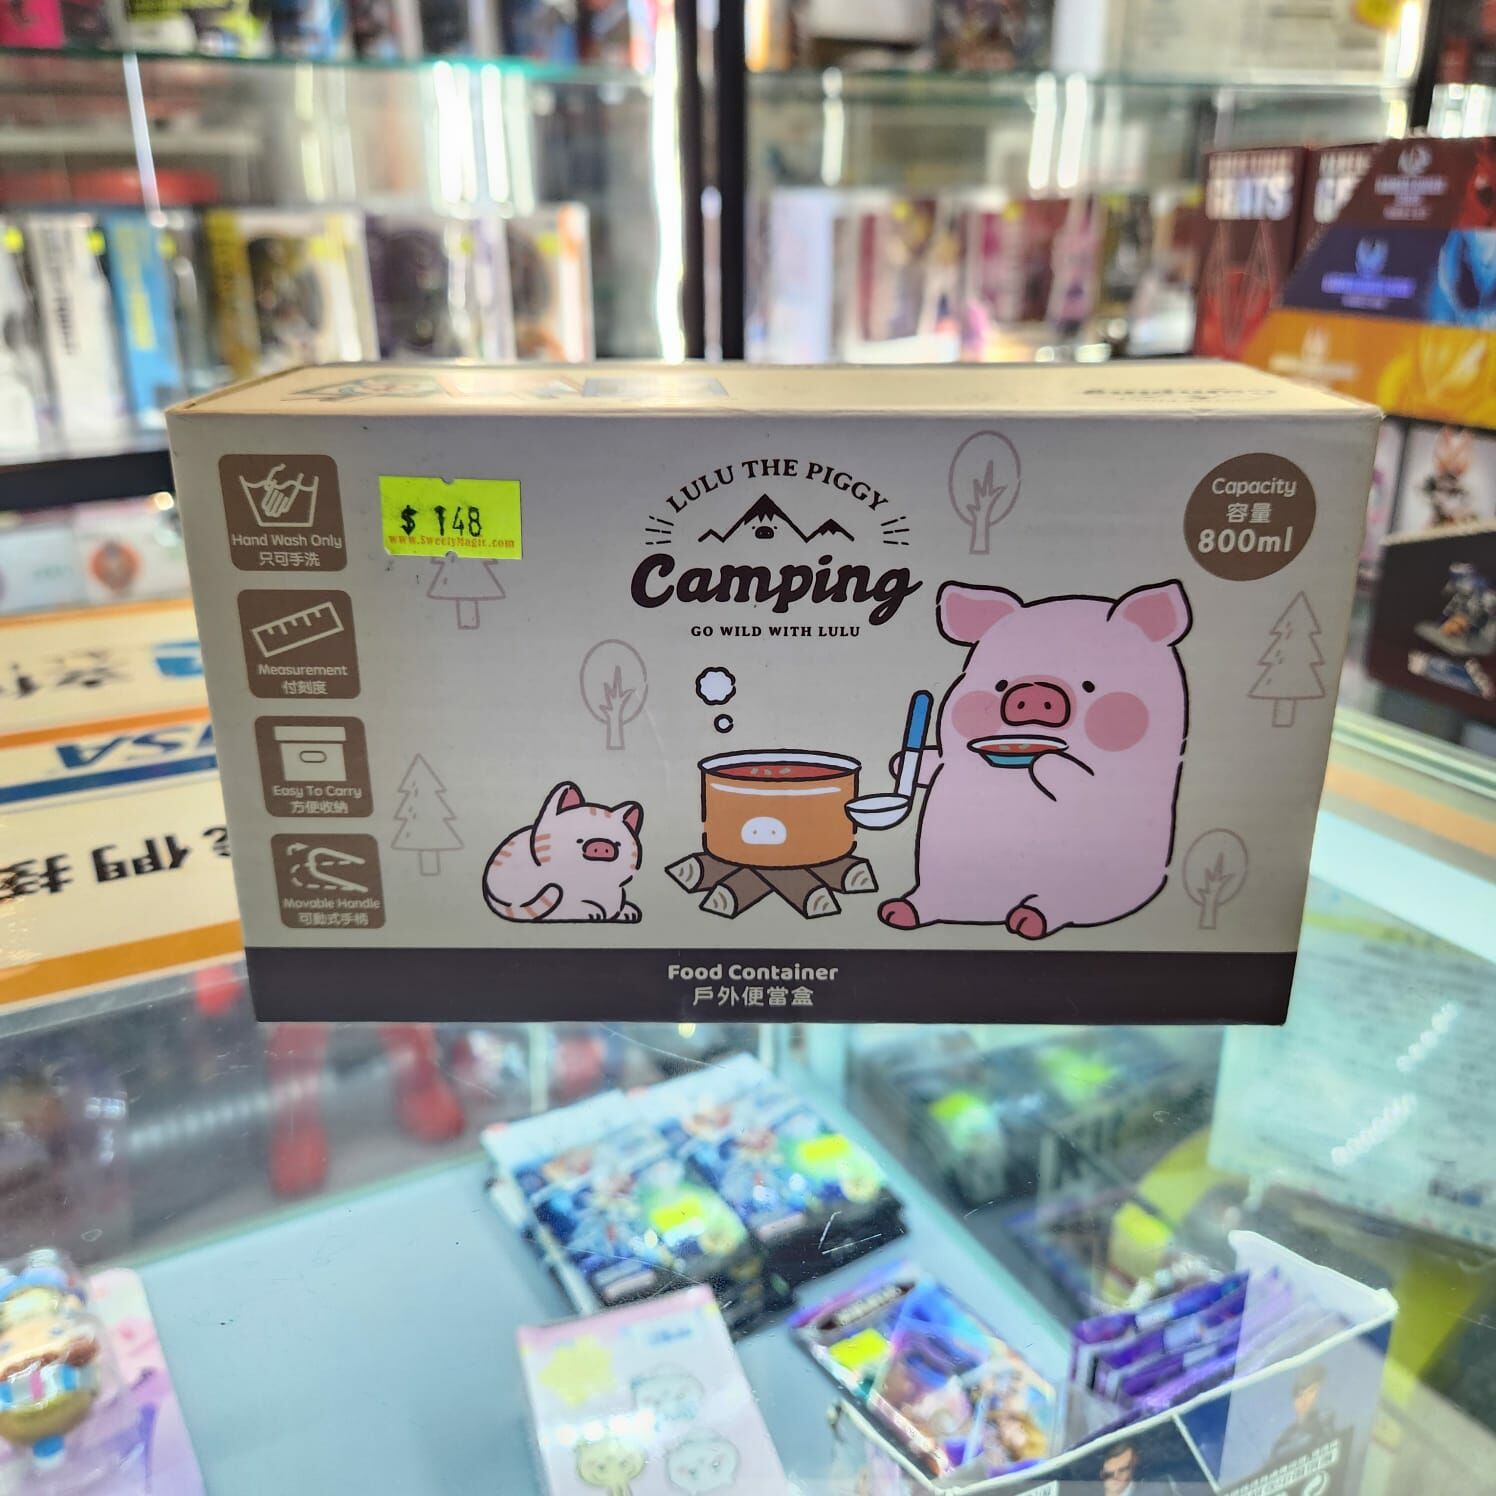 LULU THE PIGGY
Camping
GO WILD WITH LULU
Capacity
容量
800ml
$ 148
www.SweetyMagic.com
Hand Wash Only
只可手洗
Measurement
付刻度
Easy To Carry
方便收納
Movable Handle
可動式手柄
Food Container
戶外便當盒
VISA